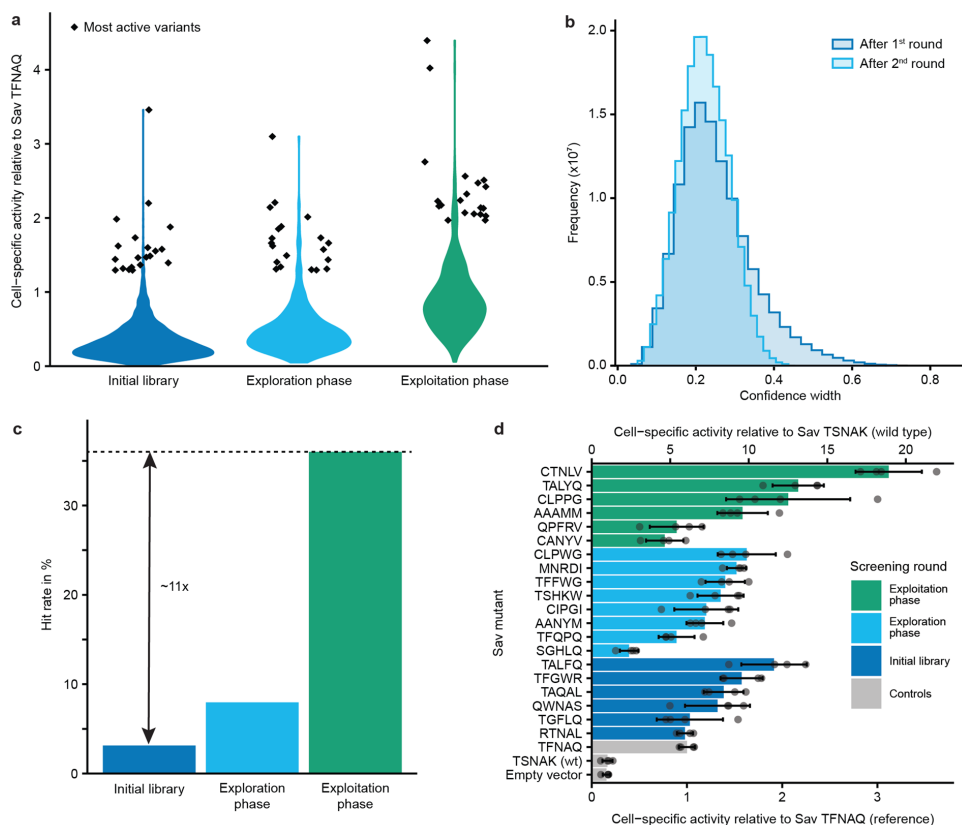 a
Most active variants
Cell-specific activity relative to Sav TFNAQ
4
3
2
1
0
Initial library
Exploration phase
Exploitation phase
b
After 1st round
After 2nd round
Frequency (x10⁷)
2.0
1.5
1.0
0.5
0.0
0.0
0.2
0.4
0.6
0.8
Confidence width
c
Hit rate in %
30
20
10
0
~11x
Initial library
Exploration
phase
Exploitation
phase
d
Cell-specific activity relative to Sav TSNAK (wild type)
0
5
10
15
20
Sav mutant
CTNLV
TALYQ
CLPPG
AAAMM
QPFRV
CANYV
CLPWG
MNRDI
TFFWG
TSHKW
CIPGI
AANYM
TFQPQ
SGHLQ
TALFQ
TFGWR
TAQAL
QWNAS
TGFLQ
RTNAL
TFNAQ
TSNAK (wt)
Empty vector
Screening round
Exploitation
phase
Exploration
phase
Initial library
Controls
0
1
2
3
Cell-specific activity relative to Sav TFNAQ (reference)